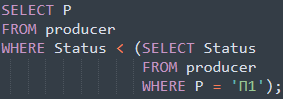 SELECT P
FROM producer
WHERE Status < (SELECT Status
FROM producer
WHERE P = 'П1');